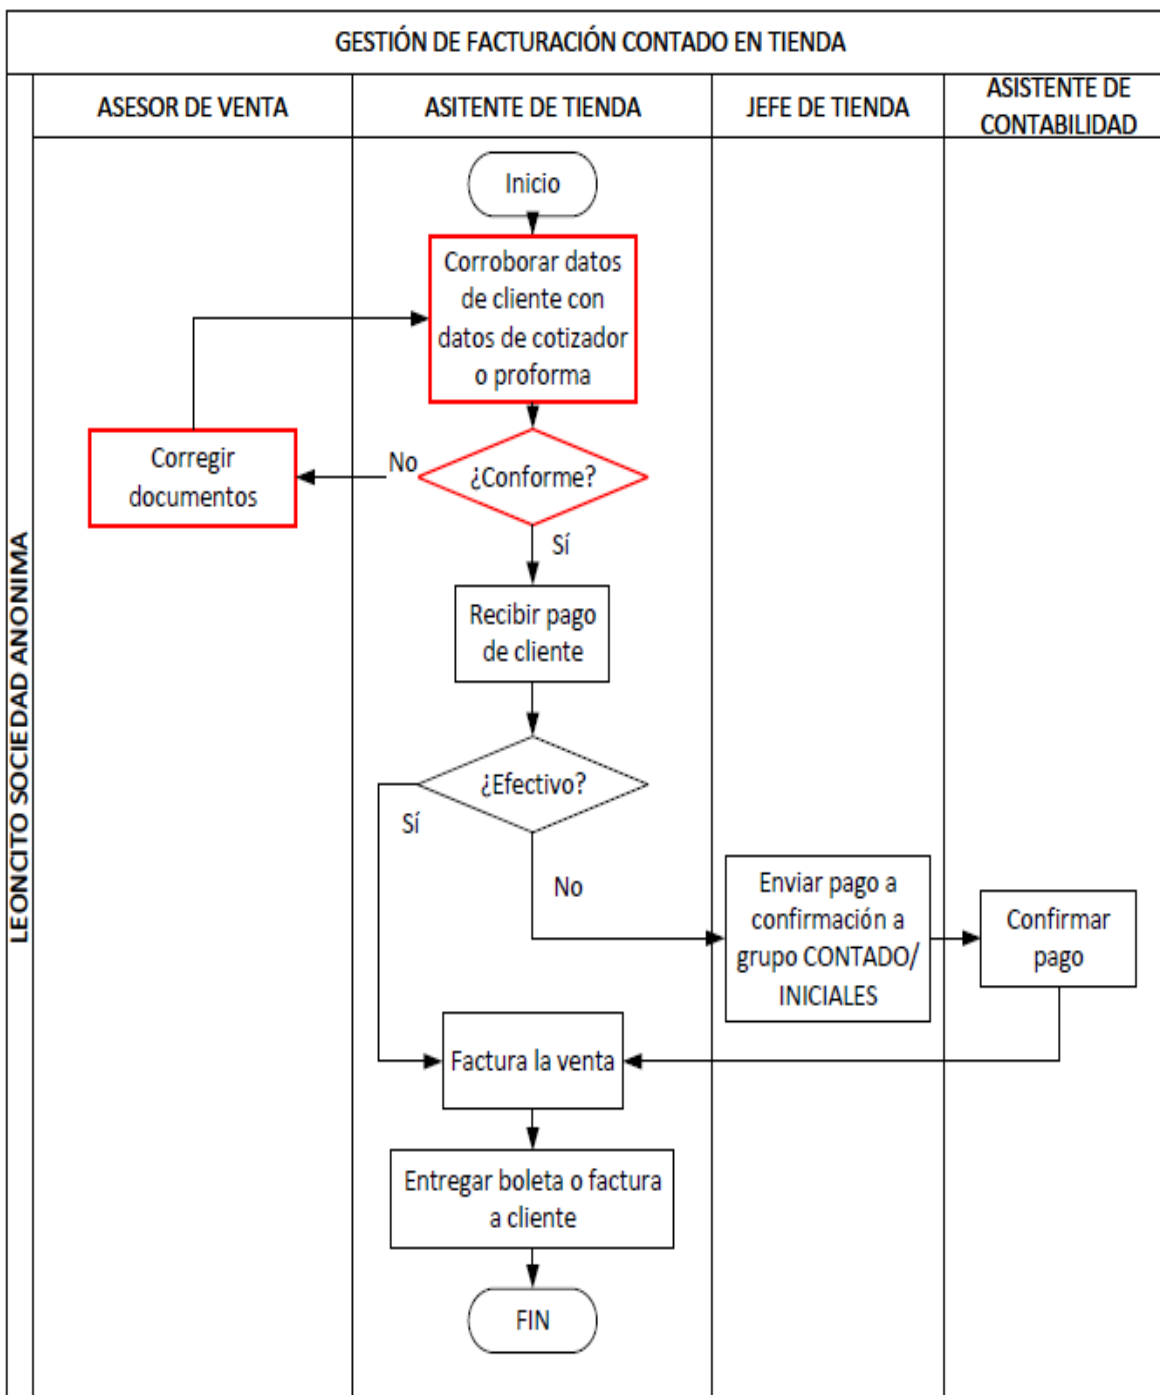 GESTIÓN DE FACTURACIÓN CONTADO EN TIENDA
ASESOR DE VENTA
ASITENTE DE TIENDA
JEFE DE TIENDA
ASISTENTE DE
CONTABILIDAD
LEONCITO SOCIEDAD ANONIMA
Inicio
Corroborar datos
de cliente con
datos de cotizador
o proforma
Corregir
documentos
No
¿Conforme?
Sí
Recibir pago
de cliente
¿Efectivo?
Sí
No
Enviar pago a
confirmación a
grupo CONTADO/
INICIALES
Confirmar
pago
Factura la venta
Entregar boleta o factura
a cliente
FIN